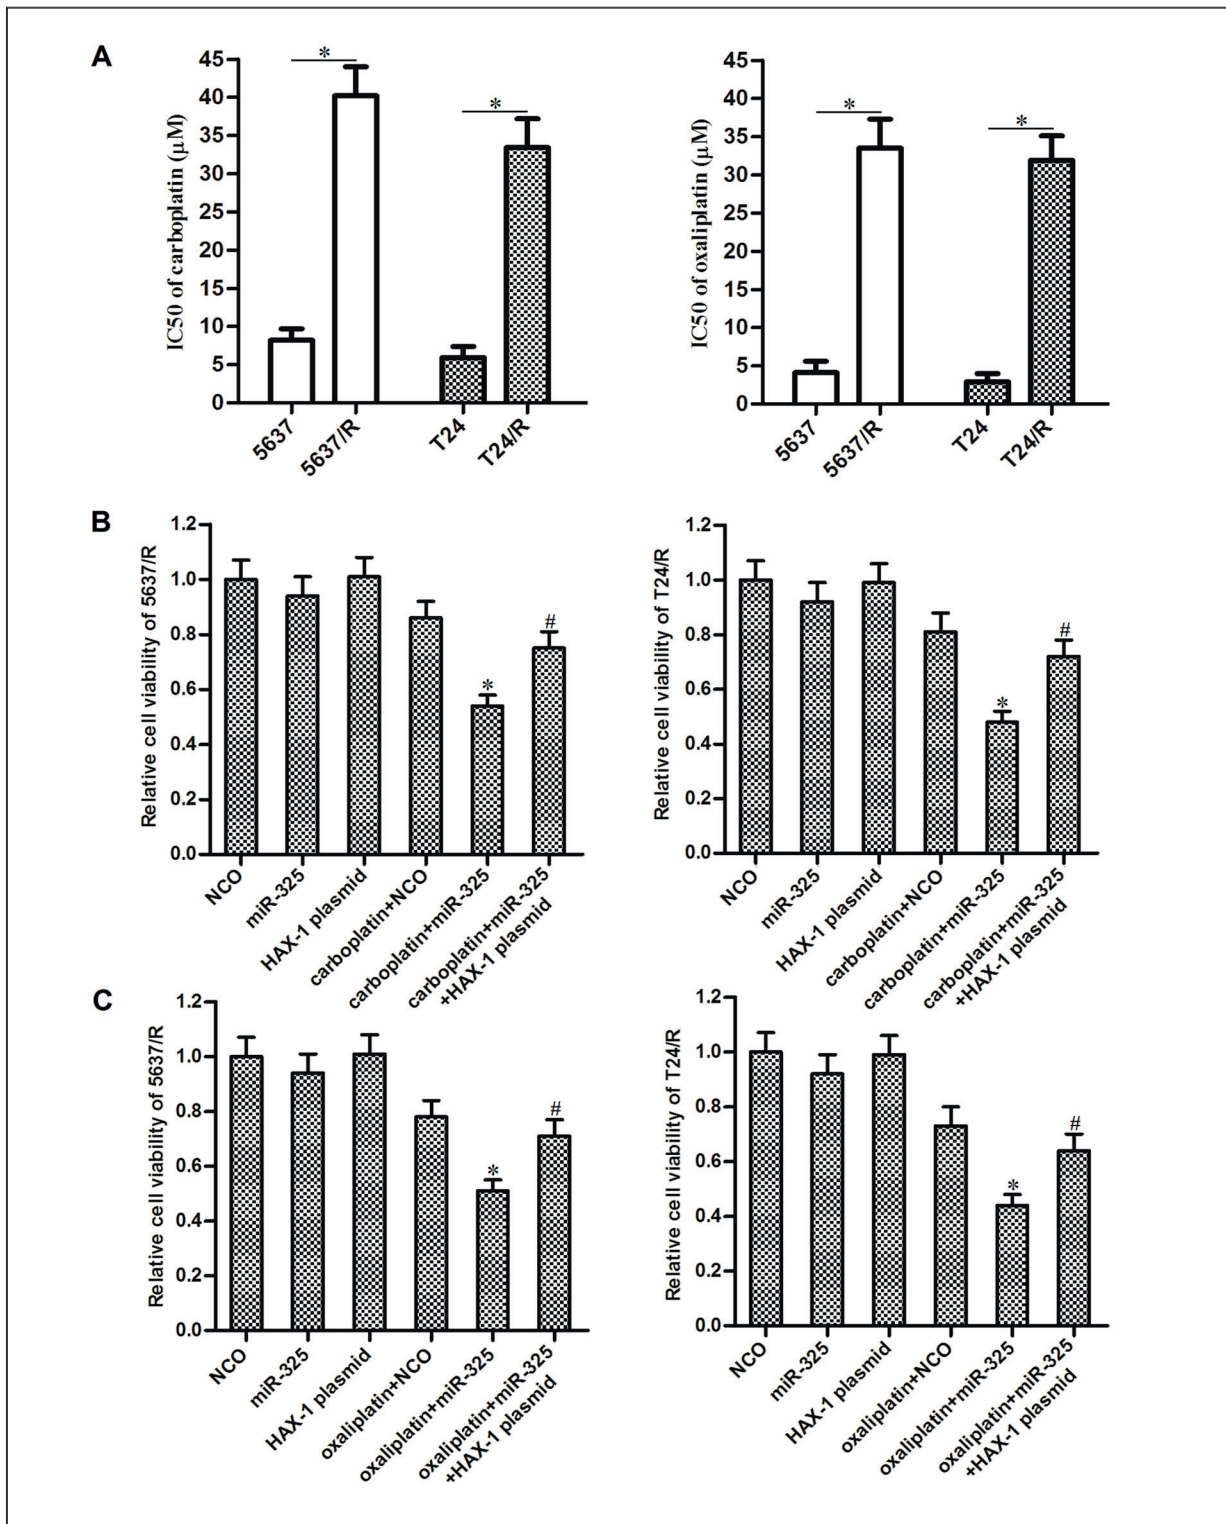 A
IC50 of carboplatin (μM)
45
40
35
30
25
20
15
10
5
0
*
*
5637
5637/R
T24
T24/R
IC50 of oxaliplatin (μM)
45
40
35
30
25
20
15
10
5
0
*
*
5637
5637/R
T24
T24/R
B
Relative cell viability of 5637/R
1.2
1.0
0.8
0.6
0.4
0.2
0.0
*
#
NCO
miR-325
HAX-1 plasmid
carboplatin+NCO
carboplatin+miR-325
carboplatin+miR-325
+HAX-1 plasmid
Relative cell viability of T24/R
1.2
1.0
0.8
0.6
0.4
0.2
0.0
*
#
NCO
miR-325
HAX-1 plasmid
carboplatin+NCO
carboplatin+miR-325
carboplatin+miR-325
+HAX-1 plasmid
C
Relative cell viability of 5637/R
1.2
1.0
0.8
0.6
0.4
0.2
0.0
*
#
NCO
miR-325
HAX-1 plasmid
oxaliplatin+NCO
oxaliplatin+miR-325
oxaliplatin+miR-325
+HAX-1 plasmid
Relative cell viability of T24/R
1.2
1.0
0.8
0.6
0.4
0.2
0.0
*
#
NCO
miR-325
HAX-1 plasmid
oxaliplatin+NCO
oxaliplatin+miR-325
oxaliplatin+miR-325
+HAX-1 plasmid